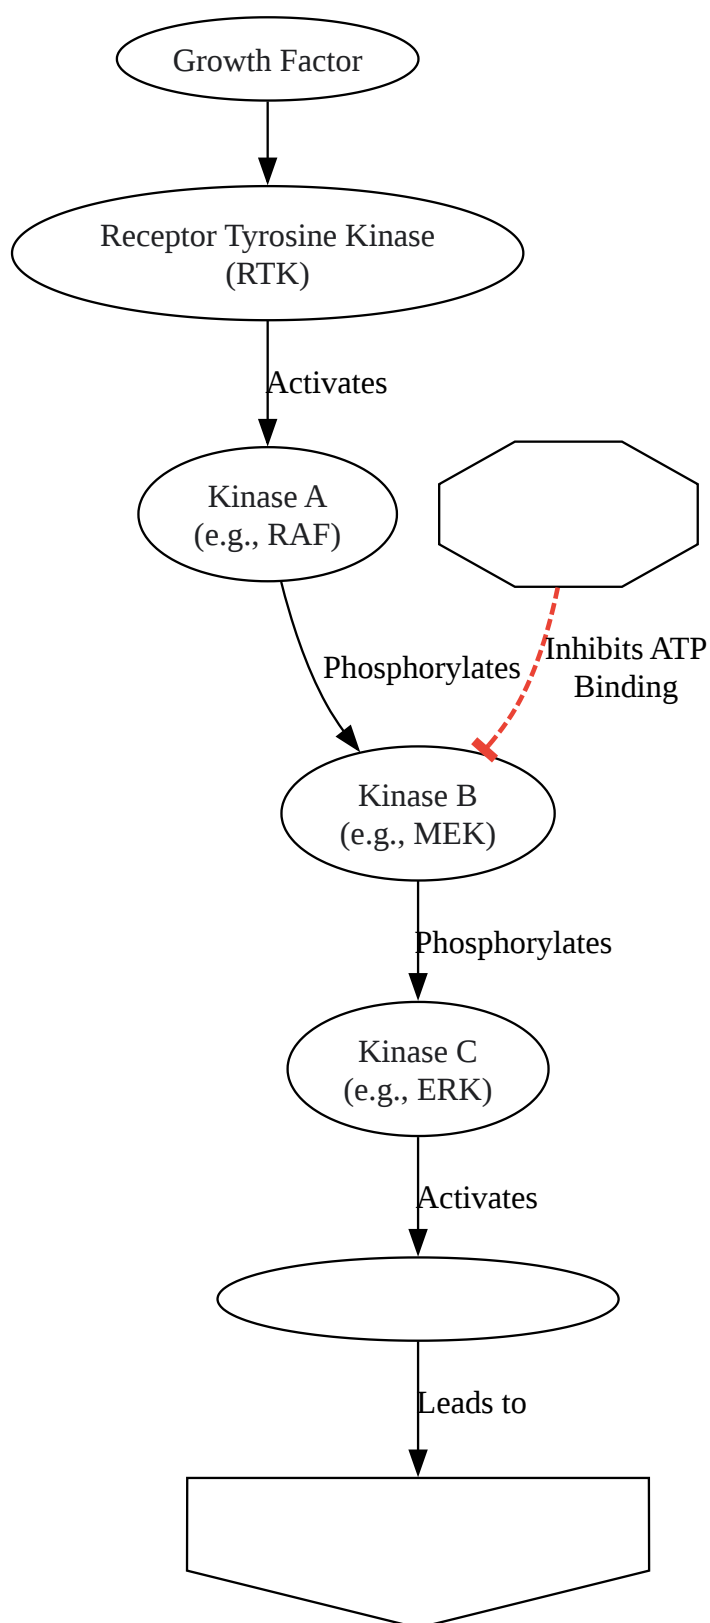 Growth Factor
Receptor Tyrosine Kinase
(RTK)
Activates
Kinase A
(e.g., RAF)
Phosphorylates
Inhibits ATP
Binding
Kinase B
(e.g., MEK)
Phosphorylates
Kinase C
(e.g., ERK)
Activates
Leads to